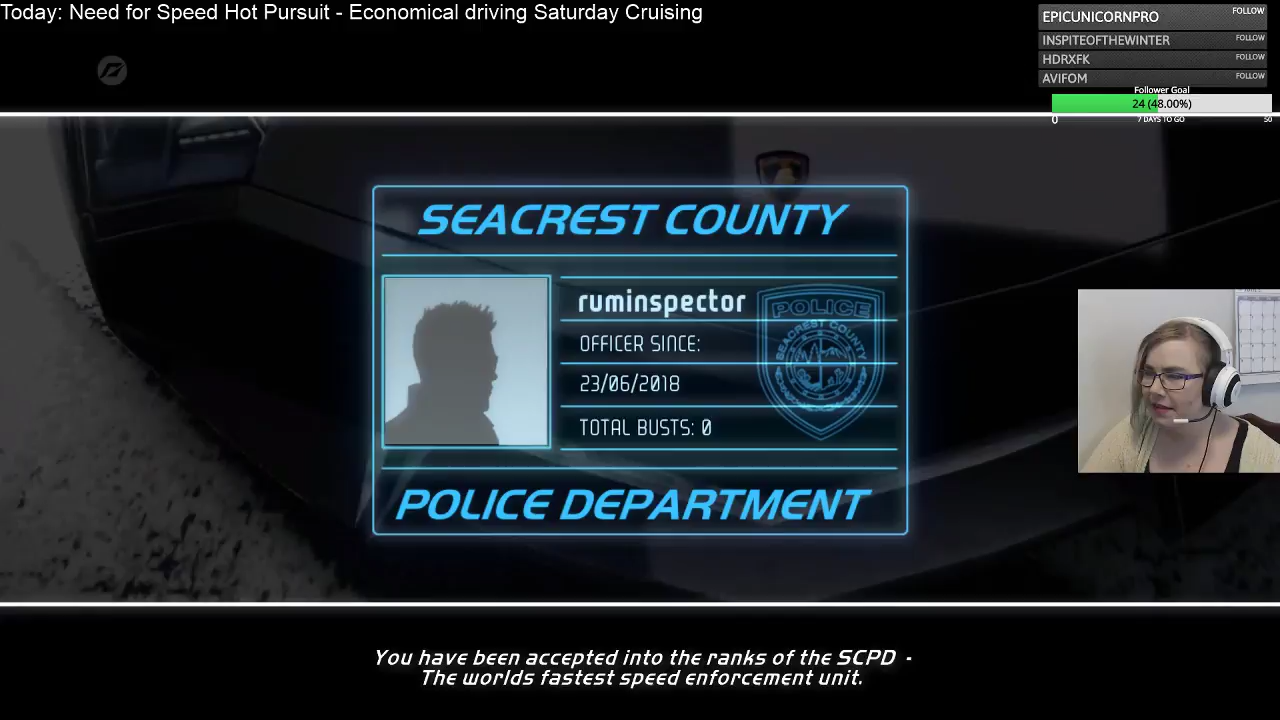 Today: Need for Speed Hot Pursuit - Economical driving Saturday Cruising
EPICUNICORNPRO FOLLOW
INSPITEOFTHEWINTER FOLLOW
HDRXFK FOLLOW
AVIFOM FOLLOW
Follower Goal
24 (48.00%)
0 7 DAYS TO GO 50
SEACREST COUNTY
ruminspector
OFFICER SINCE:
23/06/2018
TOTAL BUSTS: 0
POLICE
SEACREST COUNTY
POLICE DEPARTMENT
You have been accepted into the ranks of the SCPD -
The worlds fastest speed enforcement unit.